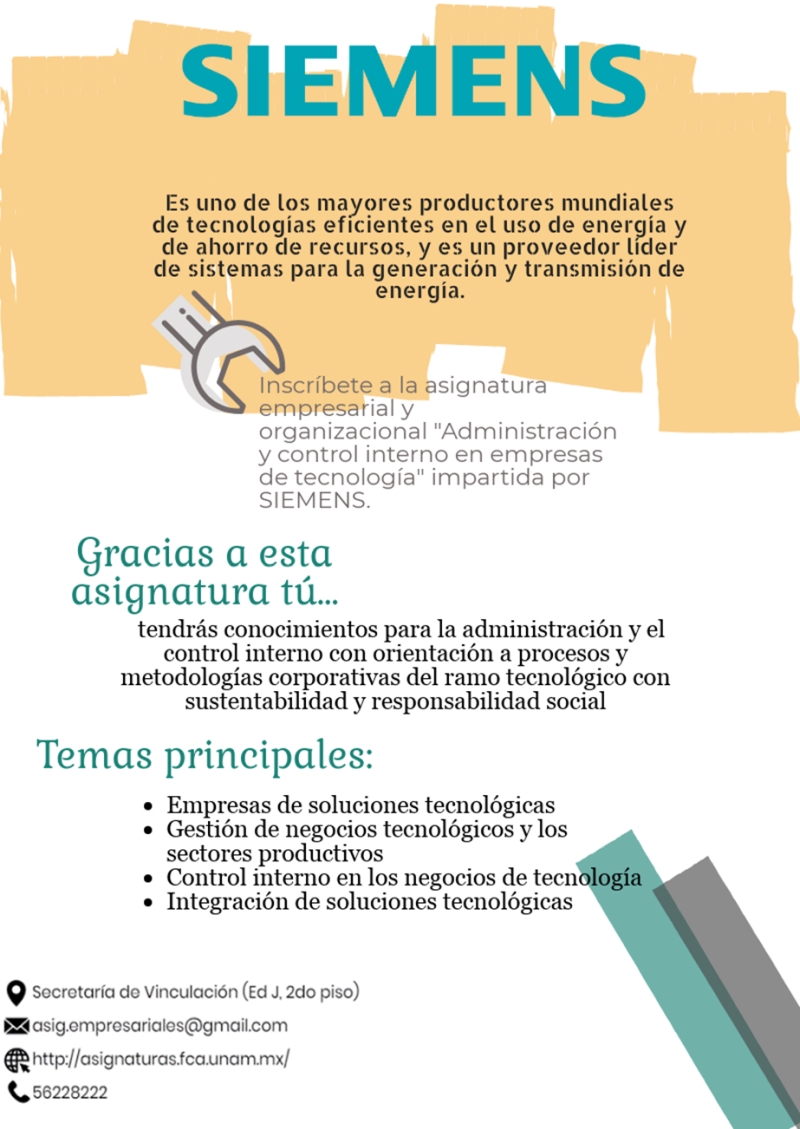 SIEMENS
Es uno de los mayores productores mundiales
de tecnologías eficientes en el uso de energía y
de ahorro de recursos, y es un proveedor líder
de sistemas para la generación y transmisión de
energía.
Inscríbete a la asignatura
empresarial y
organizacional "Administración
y control interno en empresas
de tecnología" impartida por
SIEMENS.
Gracias a esta
asignatura tú...
tendrás conocimientos para la administración y el
control interno con orientación a procesos y
metodologías corporativas del ramo tecnológico con
sustentabilidad y responsabilidad social
Temas principales:
• Empresas de soluciones tecnológicas
• Gestión de negocios tecnológicos y los
sectores productivos
• Control interno en los negocios de tecnología
• Integración de soluciones tecnológicas
Secretaría de Vinculación (Ed J, 2do piso)
asig.empresariales@gmail.com
http://asignaturas.fca.unam.mx/
56228222